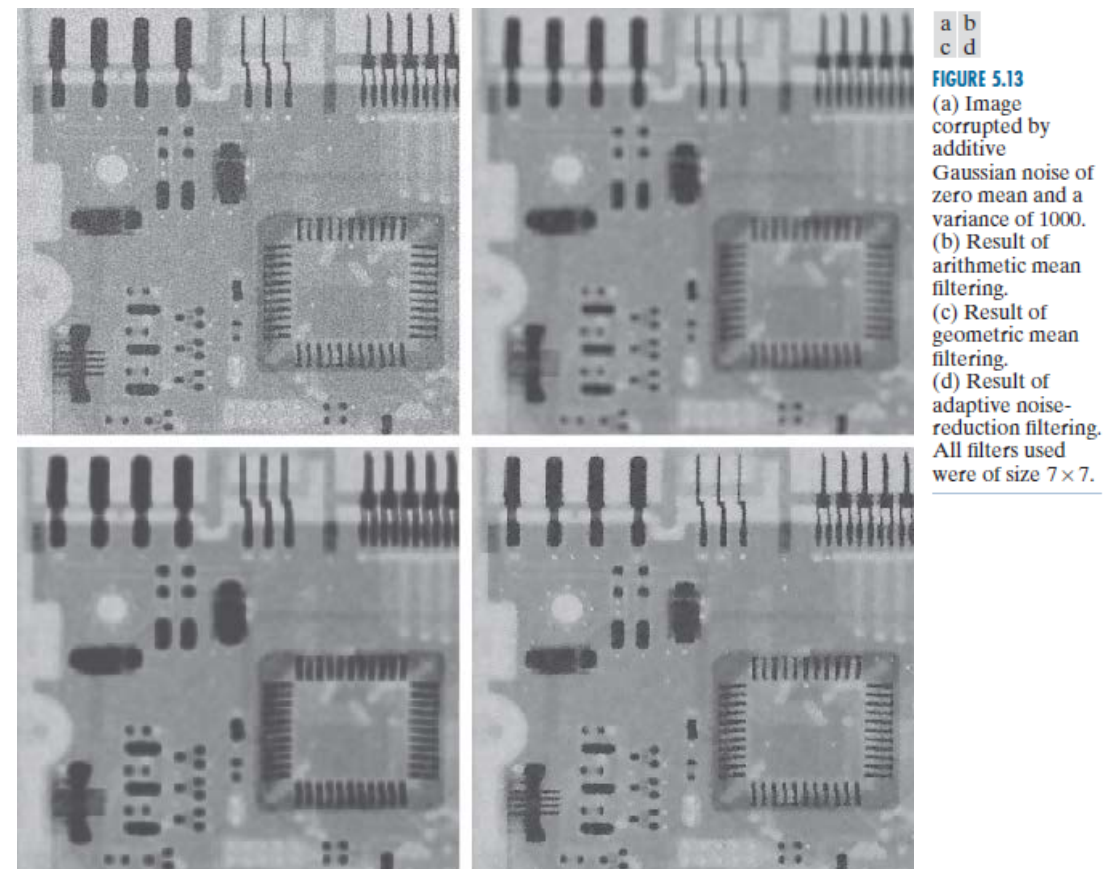 a b
c d
FIGURE 5.13
(a) Image
corrupted by
additive
Gaussian noise of
zero mean and a
variance of 1000.
(b) Result of
arithmetic mean
filtering.
(c) Result of
geometric mean
filtering.
(d) Result of
adaptive noise-
reduction filtering.
All filters used
were of size 7 × 7.